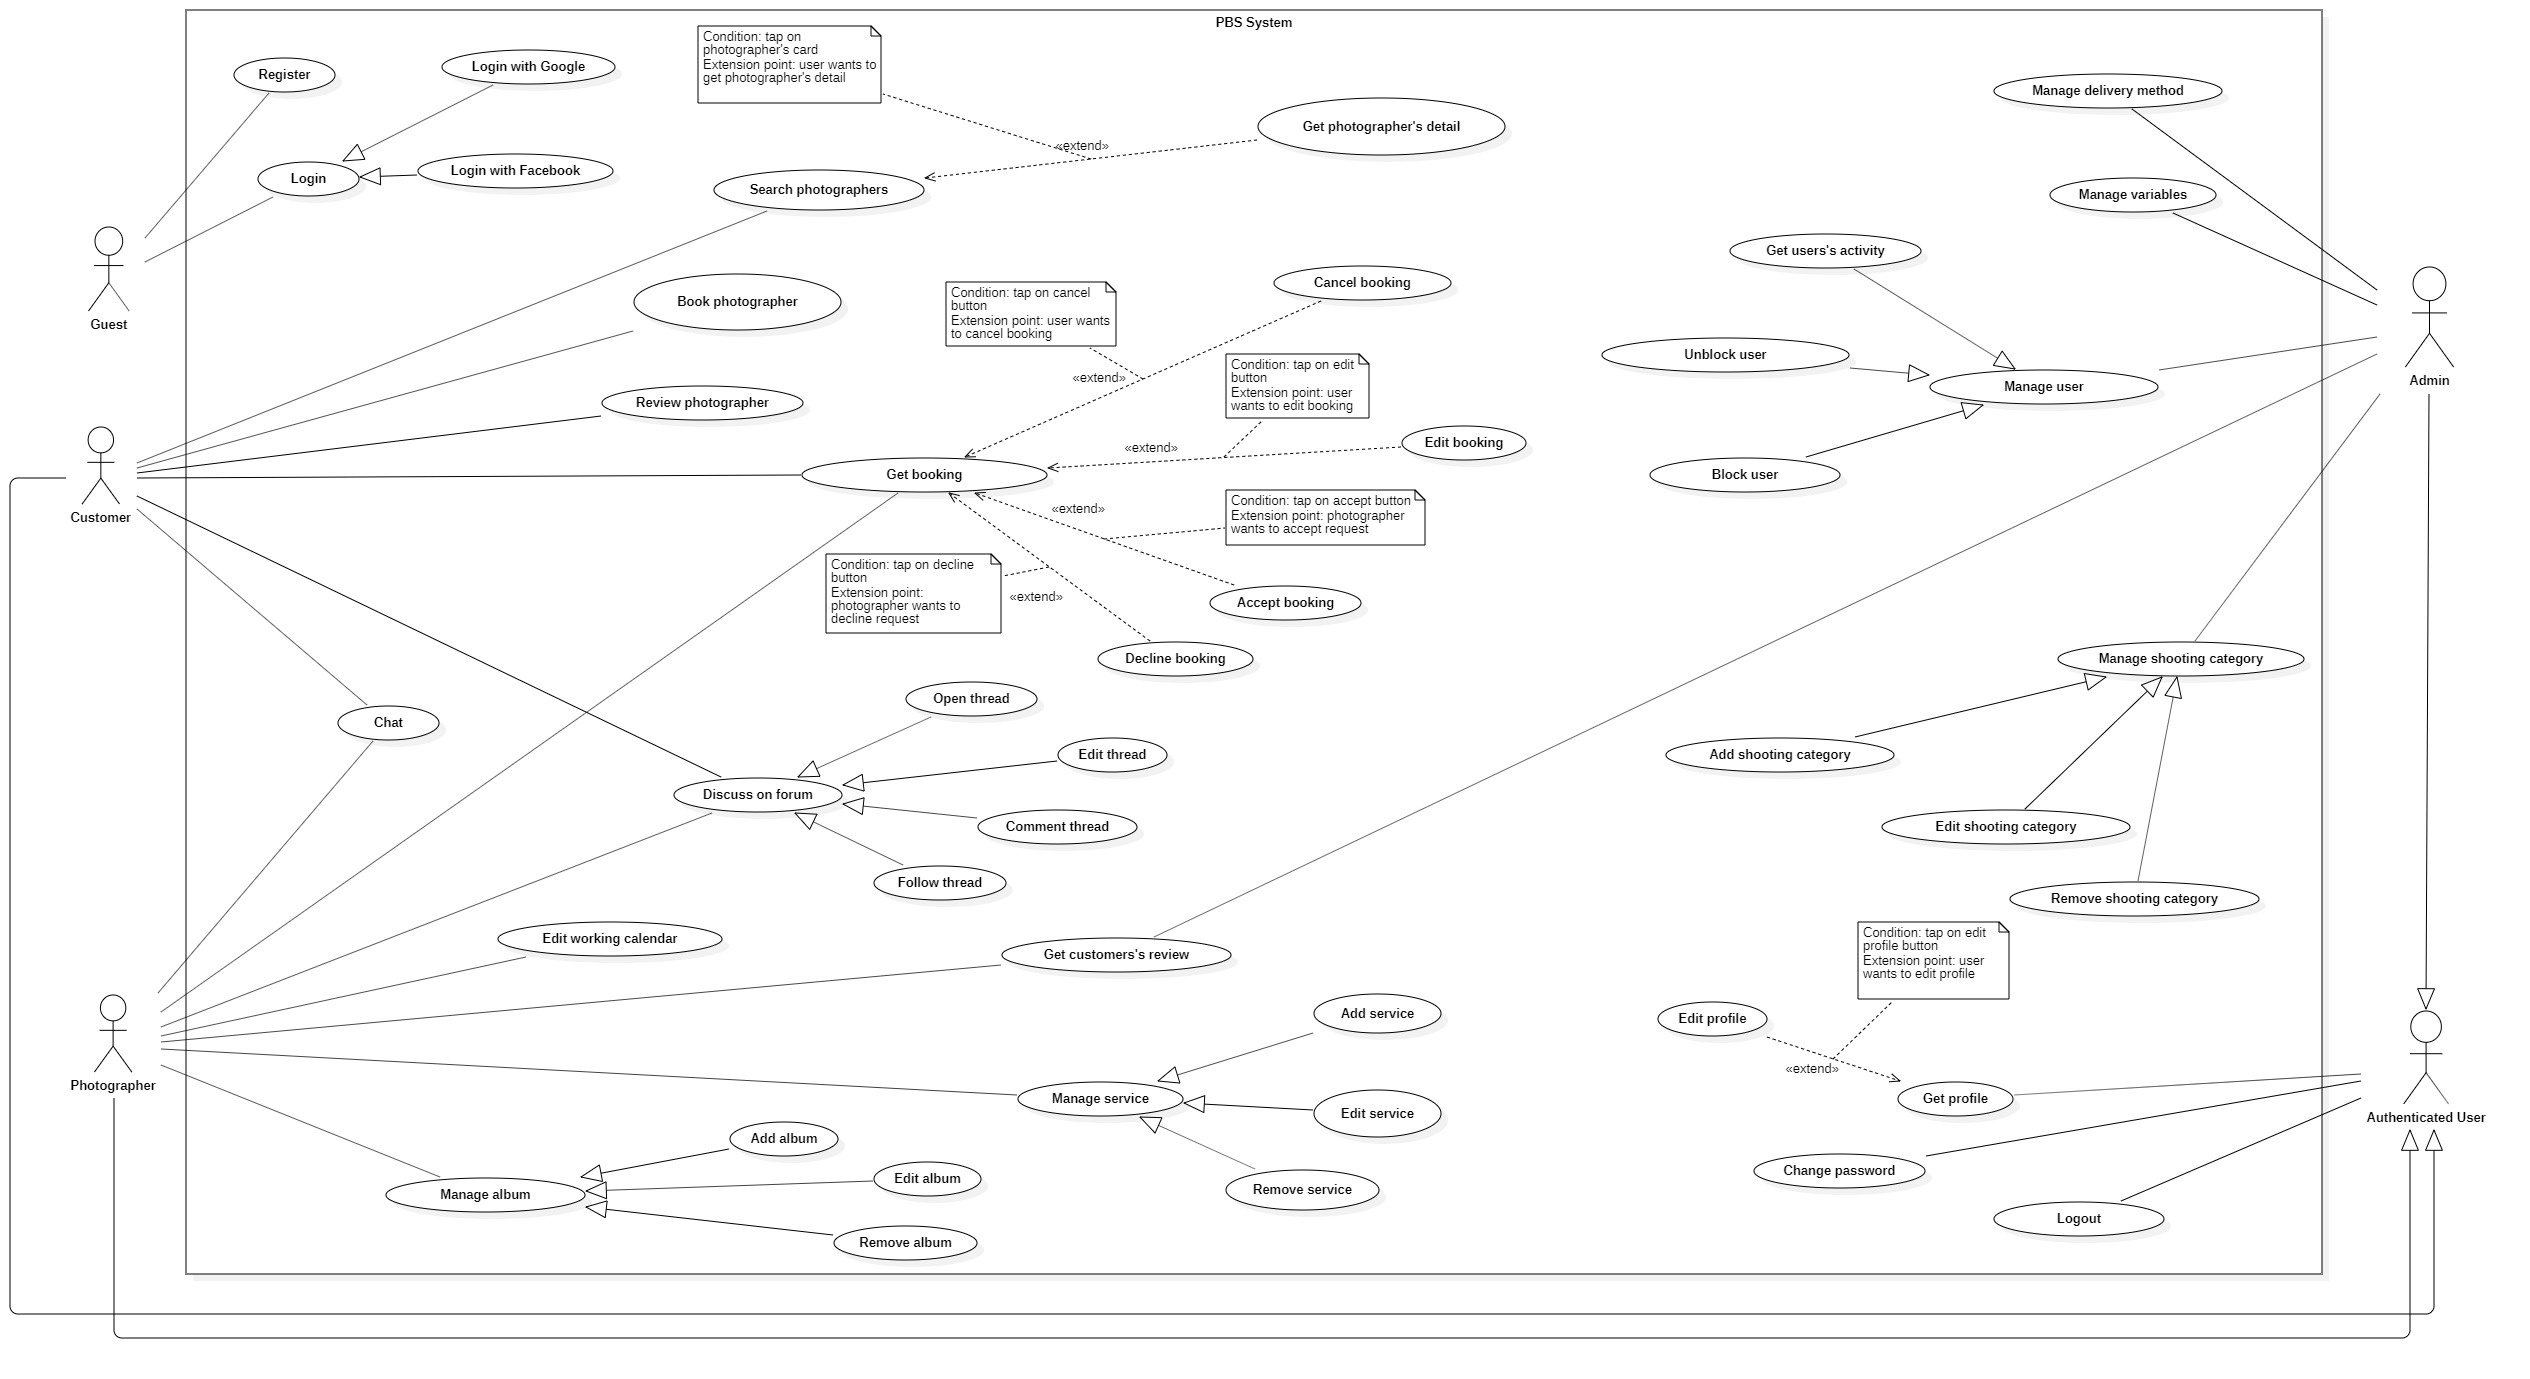 PBS System
Condition: tap on
photographer's card
Extension point: user wants to
get photographer's detail
Register
Login with Google
Login with Facebook
Login
«extend»
Get photographer's detail
Search photographers
Manage delivery method
Manage variables
Guest
Get users's activity
Book photographer
Condition: tap on cancel
button
Extension point: user wants
to cancel booking
Cancel booking
«extend»
Condition: tap on edit
button
Extension point: user
wants to edit booking
Unblock user
Manage user
Admin
Review photographer
«extend»
Edit booking
Get booking
Block user
Customer
«extend»
Condition: tap on accept button
Extension point: photographer
wants to accept request
Condition: tap on decline
button
Extension point:
photographer wants to
decline request
«extend»
Accept booking
Decline booking
Manage shooting category
Open thread
Chat
Edit thread
Add shooting category
Discuss on forum
Comment thread
Edit shooting category
Follow thread
Remove shooting category
Edit working calendar
Get customers's review
Condition: tap on edit
profile button
Extension point: user
wants to edit profile
Add service
Edit profile
«extend»
Photographer
Manage service
Edit service
Get profile
Authenticated User
Add album
Change password
Edit album
Manage album
Remove service
Logout
Remove album